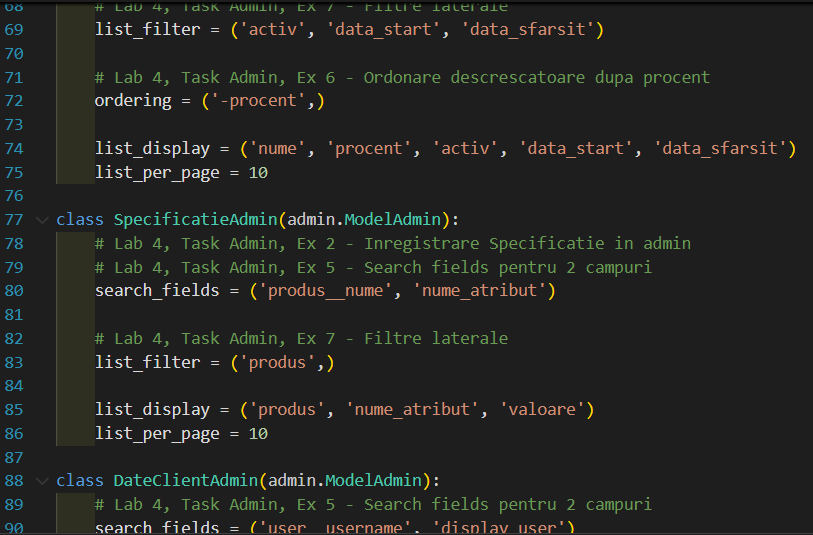 68 # Lab 4, Task Admin, Ex 7 - Filtre laterale
69 list_filter = ('activ', 'data_start', 'data_sfarsit')
70
71 # Lab 4, Task Admin, Ex 6 - Ordonare descrescatoare dupa procent
72 ordering = ('-procent',)
73
74 list_display = ('nume', 'procent', 'activ', 'data_start', 'data_sfarsit')
75 list_per_page = 10
76
77 class SpecificatieAdmin(admin.ModelAdmin):
78 # Lab 4, Task Admin, Ex 2 - Inregistrare Specificatie in admin
79 # Lab 4, Task Admin, Ex 5 - Search fields pentru 2 campuri
80 search_fields = ('produs__nume', 'nume_atribut')
81
82 # Lab 4, Task Admin, Ex 7 - Filtre laterale
83 list_filter = ('produs',)
84
85 list_display = ('produs', 'nume_atribut', 'valoare')
86 list_per_page = 10
87
88 class DateClientAdmin(admin.ModelAdmin):
89 # Lab 4, Task Admin, Ex 5 - Search fields pentru 2 campuri
90 search_fields = ('user__username', 'display_user')